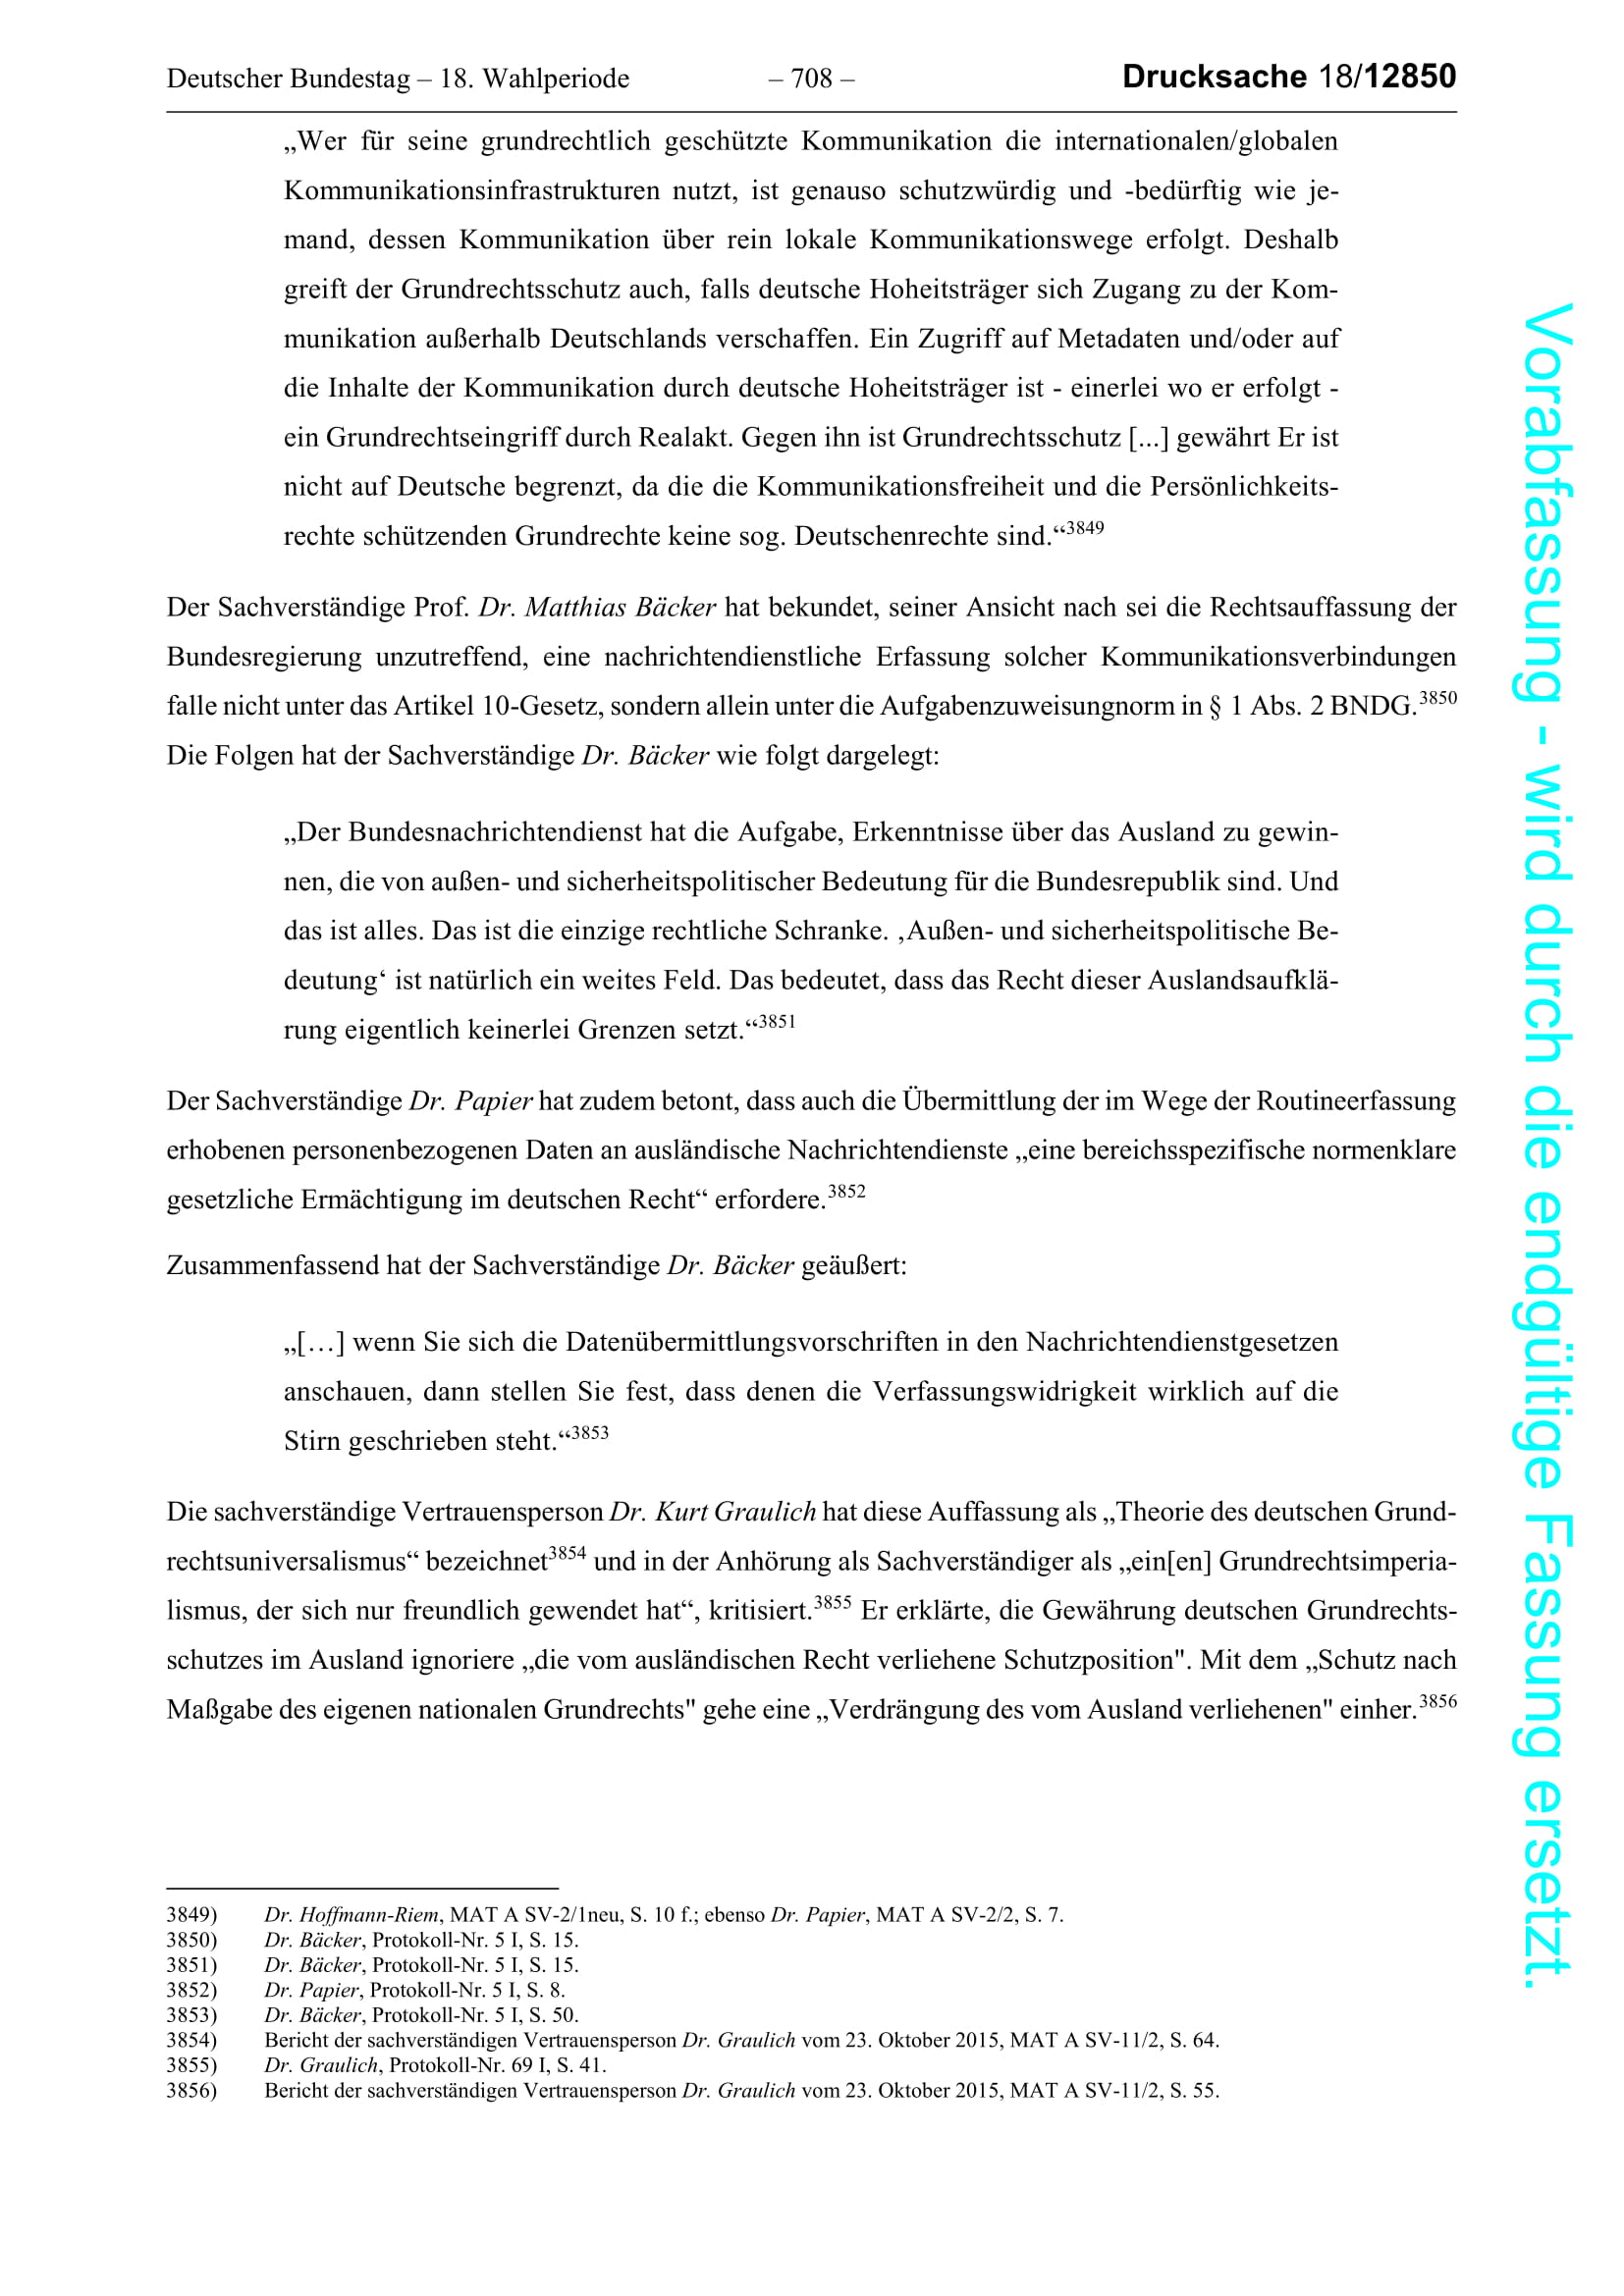 Deutscher Bundestag – 18. Wahlperiode – 708 – Drucksache 18/12850
„Wer für seine grundrechtlich geschützte Kommunikation die internationalen/globalen
Kommunikationsinfrastrukturen nutzt, ist genauso schutzwürdig und -bedürftig wie je-
mand, dessen Kommunikation über rein lokale Kommunikationswege erfolgt. Deshalb
greift der Grundrechtsschutz auch, falls deutsche Hoheitsträger sich Zugang zu der Kom-
munikation außerhalb Deutschlands verschaffen. Ein Zugriff auf Metadaten und/oder auf
die Inhalte der Kommunikation durch deutsche Hoheitsträger ist - einerlei wo er erfolgt -
ein Grundrechtseingriff durch Realakt. Gegen ihn ist Grundrechtsschutz [...] gewährt Er ist
nicht auf Deutsche begrenzt, da die die Kommunikationsfreiheit und die Persönlichkeits-
rechte schützenden Grundrechte keine sog. Deutschenrechte sind.“3849
Der Sachverständige Prof. Dr. Matthias Bäcker hat bekundet, seiner Ansicht nach sei die Rechtsauffassung der
Bundesregierung unzutreffend, eine nachrichtendienstliche Erfassung solcher Kommunikationsverbindungen
falle nicht unter das Artikel 10-Gesetz, sondern allein unter die Aufgabenzuweisungnorm in § 1 Abs. 2 BNDG.3850
Die Folgen hat der Sachverständige Dr. Bäcker wie folgt dargelegt:
„Der Bundesnachrichtendienst hat die Aufgabe, Erkenntnisse über das Ausland zu gewin-
nen, die von außen- und sicherheitspolitischer Bedeutung für die Bundesrepublik sind. Und
das ist alles. Das ist die einzige rechtliche Schranke. ‚Außen- und sicherheitspolitische Be-
deutung‘ ist natürlich ein weites Feld. Das bedeutet, dass das Recht dieser Auslandsaufklä-
rung eigentlich keinerlei Grenzen setzt.“3851
Der Sachverständige Dr. Papier hat zudem betont, dass auch die Übermittlung der im Wege der Routineerfassung
erhobenen personenbezogenen Daten an ausländische Nachrichtendienste „eine bereichsspezifische normenklare
gesetzliche Ermächtigung im deutschen Recht“ erfordere.3852
Zusammenfassend hat der Sachverständige Dr. Bäcker geäußert:
„[…] wenn Sie sich die Datenübermittlungsvorschriften in den Nachrichtendienstgesetzen
anschauen, dann stellen Sie fest, dass denen die Verfassungswidrigkeit wirklich auf die
Stirn geschrieben steht.“3853
Die sachverständige Vertrauensperson Dr. Kurt Graulich hat diese Auffassung als „Theorie des deutschen Grund-
rechtsuniversalismus“ bezeichnet3854 und in der Anhörung als Sachverständiger als „ein[en] Grundrechtsimperia-
lismus, der sich nur freundlich gewendet hat“, kritisiert.3855 Er erklärte, die Gewährung deutschen Grundrechts-
schutzes im Ausland ignoriere „die vom ausländischen Recht verliehene Schutzposition". Mit dem „Schutz nach
Maßgabe des eigenen nationalen Grundrechts" gehe eine „Verdrängung des vom Ausland verliehenen" einher.3856
3849) Dr. Hoffmann-Riem, MAT A SV-2/1neu, S. 10 f.; ebenso Dr. Papier, MAT A SV-2/2, S. 7.
3850) Dr. Bäcker, Protokoll-Nr. 5 I, S. 15.
3851) Dr. Bäcker, Protokoll-Nr. 5 I, S. 15.
3852) Dr. Papier, Protokoll-Nr. 5 I, S. 8.
3853) Dr. Bäcker, Protokoll-Nr. 5 I, S. 50.
3854) Bericht der sachverständigen Vertrauensperson Dr. Graulich vom 23. Oktober 2015, MAT A SV-11/2, S. 64.
3855) Dr. Graulich, Protokoll-Nr. 69 I, S. 41.
3856) Bericht der sachverständigen Vertrauensperson Dr. Graulich vom 23. Oktober 2015, MAT A SV-11/2, S. 55.
Vorabfassung - wird durch die endgültige Fassung ersetzt.